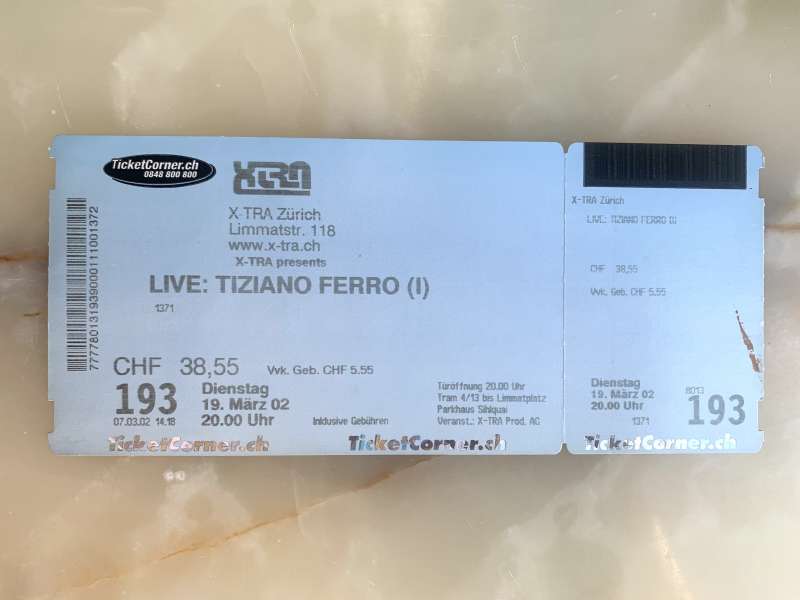 TicketCorner.ch
0848 800 800
X-TRA
X-TRA Zürich
Limmatstr. 118
www.x-tra.ch
X-TRA presents
LIVE: TIZIANO FERRO (I)
1371
CHF 38,55 Vvk. Geb. CHF 5.55
193
07.03.02 14.18
Dienstag
19. März 02
20.00 Uhr
Inklusive Gebühren
Türöffnung 20.00 Uhr
Tram 4/13 bis Limmatplatz
Parkhaus Sihlquai
Veranst.: X-TRA Prod. AG
TicketCorner.ch TicketCorner.ch
7777801319390000111001372
X-TRA Zürich
LIVE: TIZIANO FERRO (I)
CHF 38,55
Vvk. Geb. CHF 5.55
Dienstag
19. März 02
20.00 Uhr
1371
8013
193
TicketCorner.ch